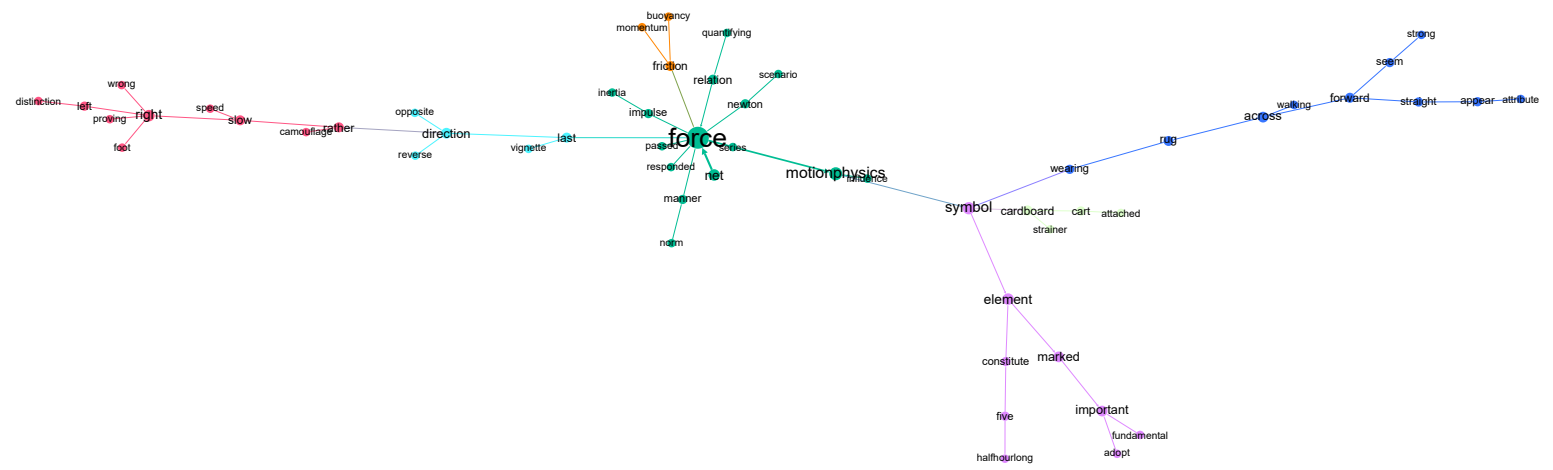 buoyancy
momentum
quantifying
strong
friction
seem
relation
scenario
wrong
inertia
walking
forward
straight
appear
attribute
distinction
left
speed
newton
right
proving
slow
opposite
impulse
across
camouflage
rather
direction
last
force
rug
foot
reverse
vignette
passed
series
responded
net
motionphysics
influence
wearing
manner
symbol
cardboard
cart
attached
strainer
norm
element
constitute
marked
important
five
fundamental
adopt
halfhourlong